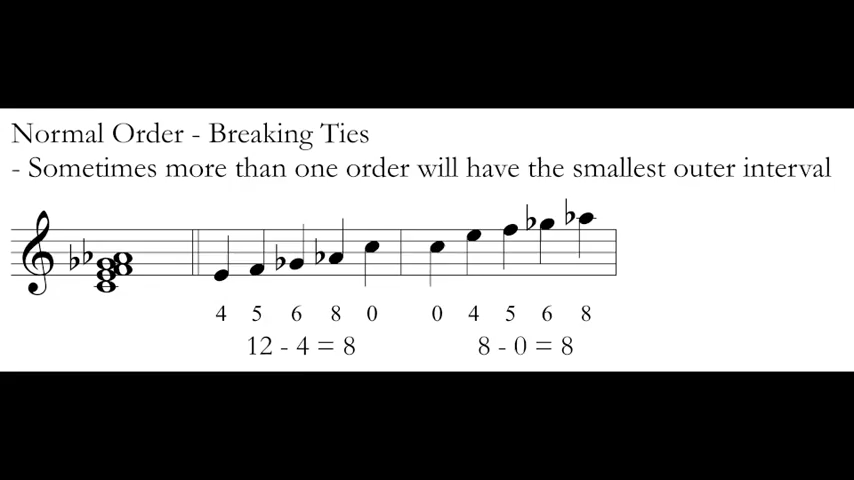 Normal Order - Breaking Ties
- Sometimes more than one order will have the smallest outer interval
4 5 6 8 0 0 4 5 6 8
12 - 4 = 8 8 - 0 = 8